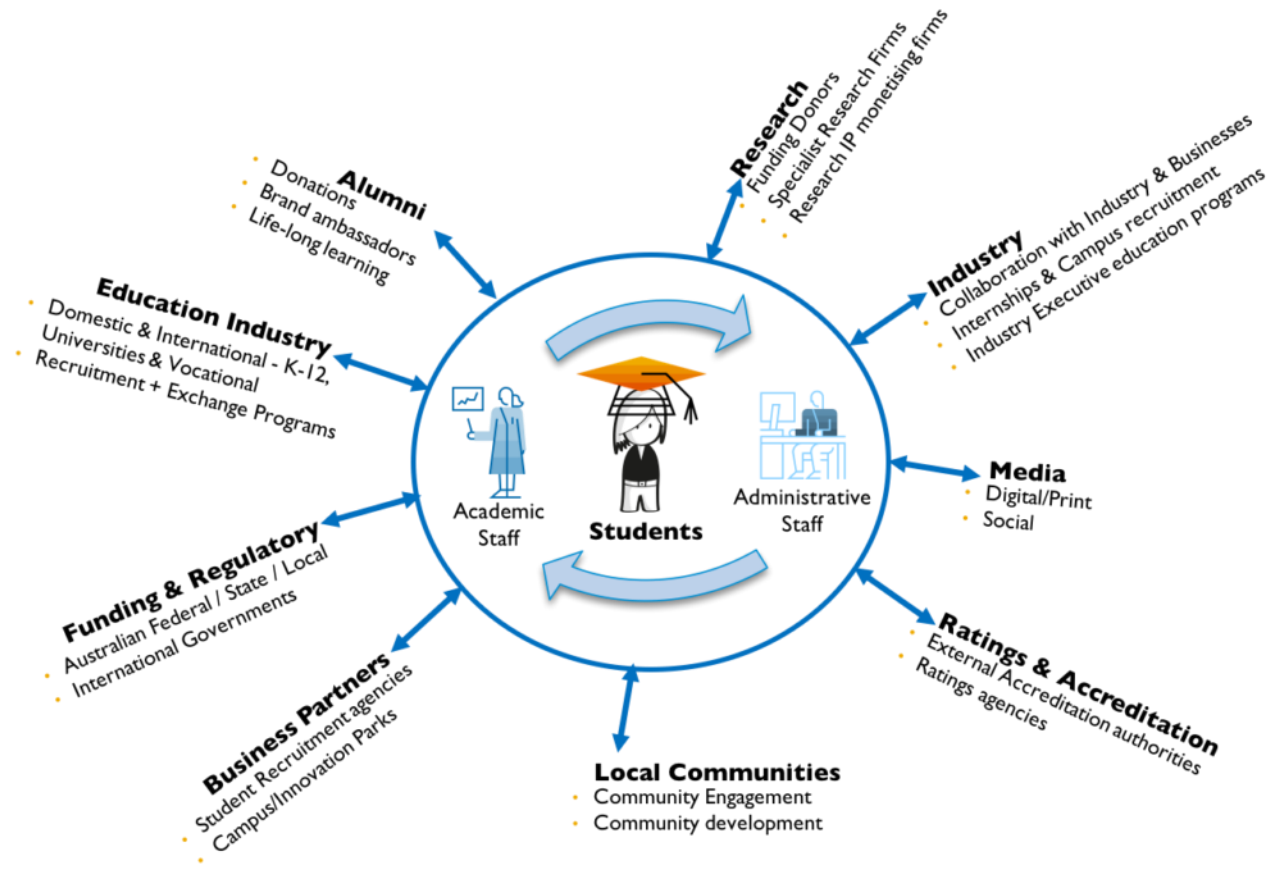 Research
Funding Donors
Specialist Research Firms
Research IP monetising firms
Alumni
Donations
Brand ambassadors
Life-long learning
Industry
Collaboration with Industry & Businesses
Internships & Campus recruitment
Industry Executive education programs
Education Industry
Domestic & International - K-12,
Universities & Vocational
Recruitment + Exchange Programs
Academic
Staff
Students
Administrative
Staff
Media
Digital/Print
Social
Funding & Regulatory
Australian Federal / State / Local
International Governments
Ratings & Accreditation
External Accreditation authorities
Ratings agencies
Business Partners
Student Recruitment agencies
Campus/Innovation Parks
Local Communities
Community Engagement
Community development